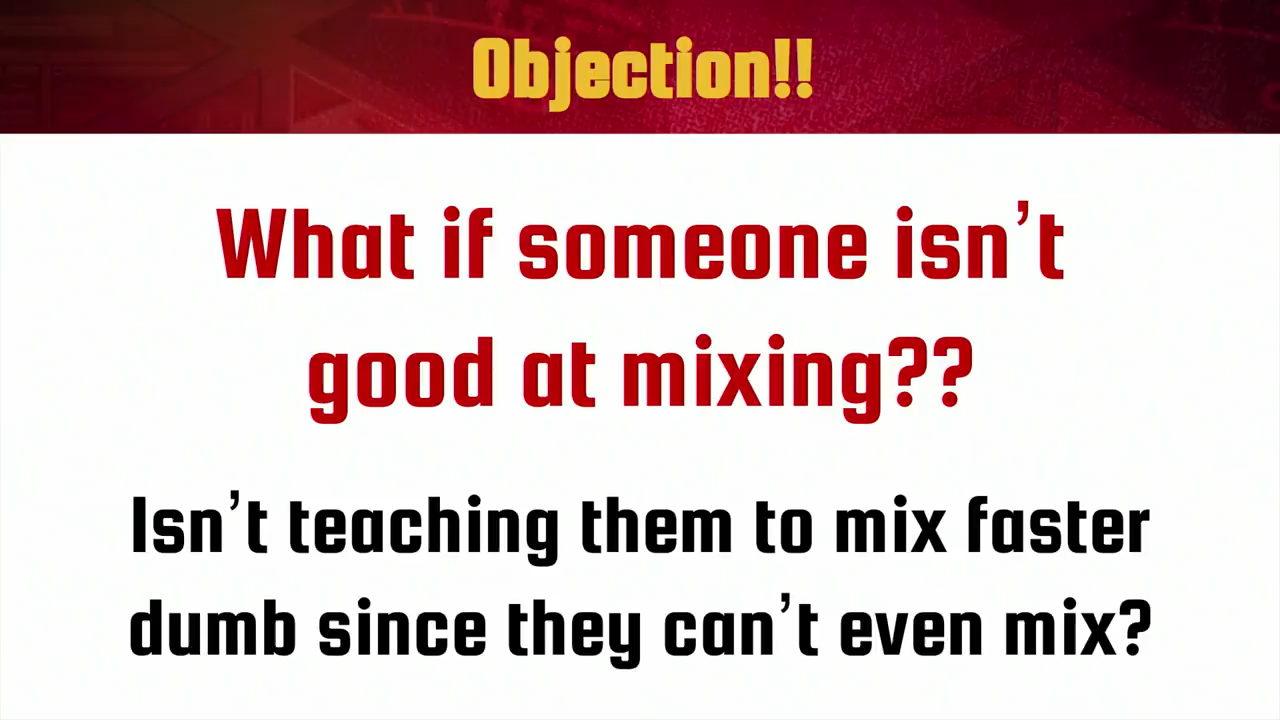 Objection!!
What if someone isn’t
good at mixing??
Isn’t teaching them to mix faster
dumb since they can’t even mix?